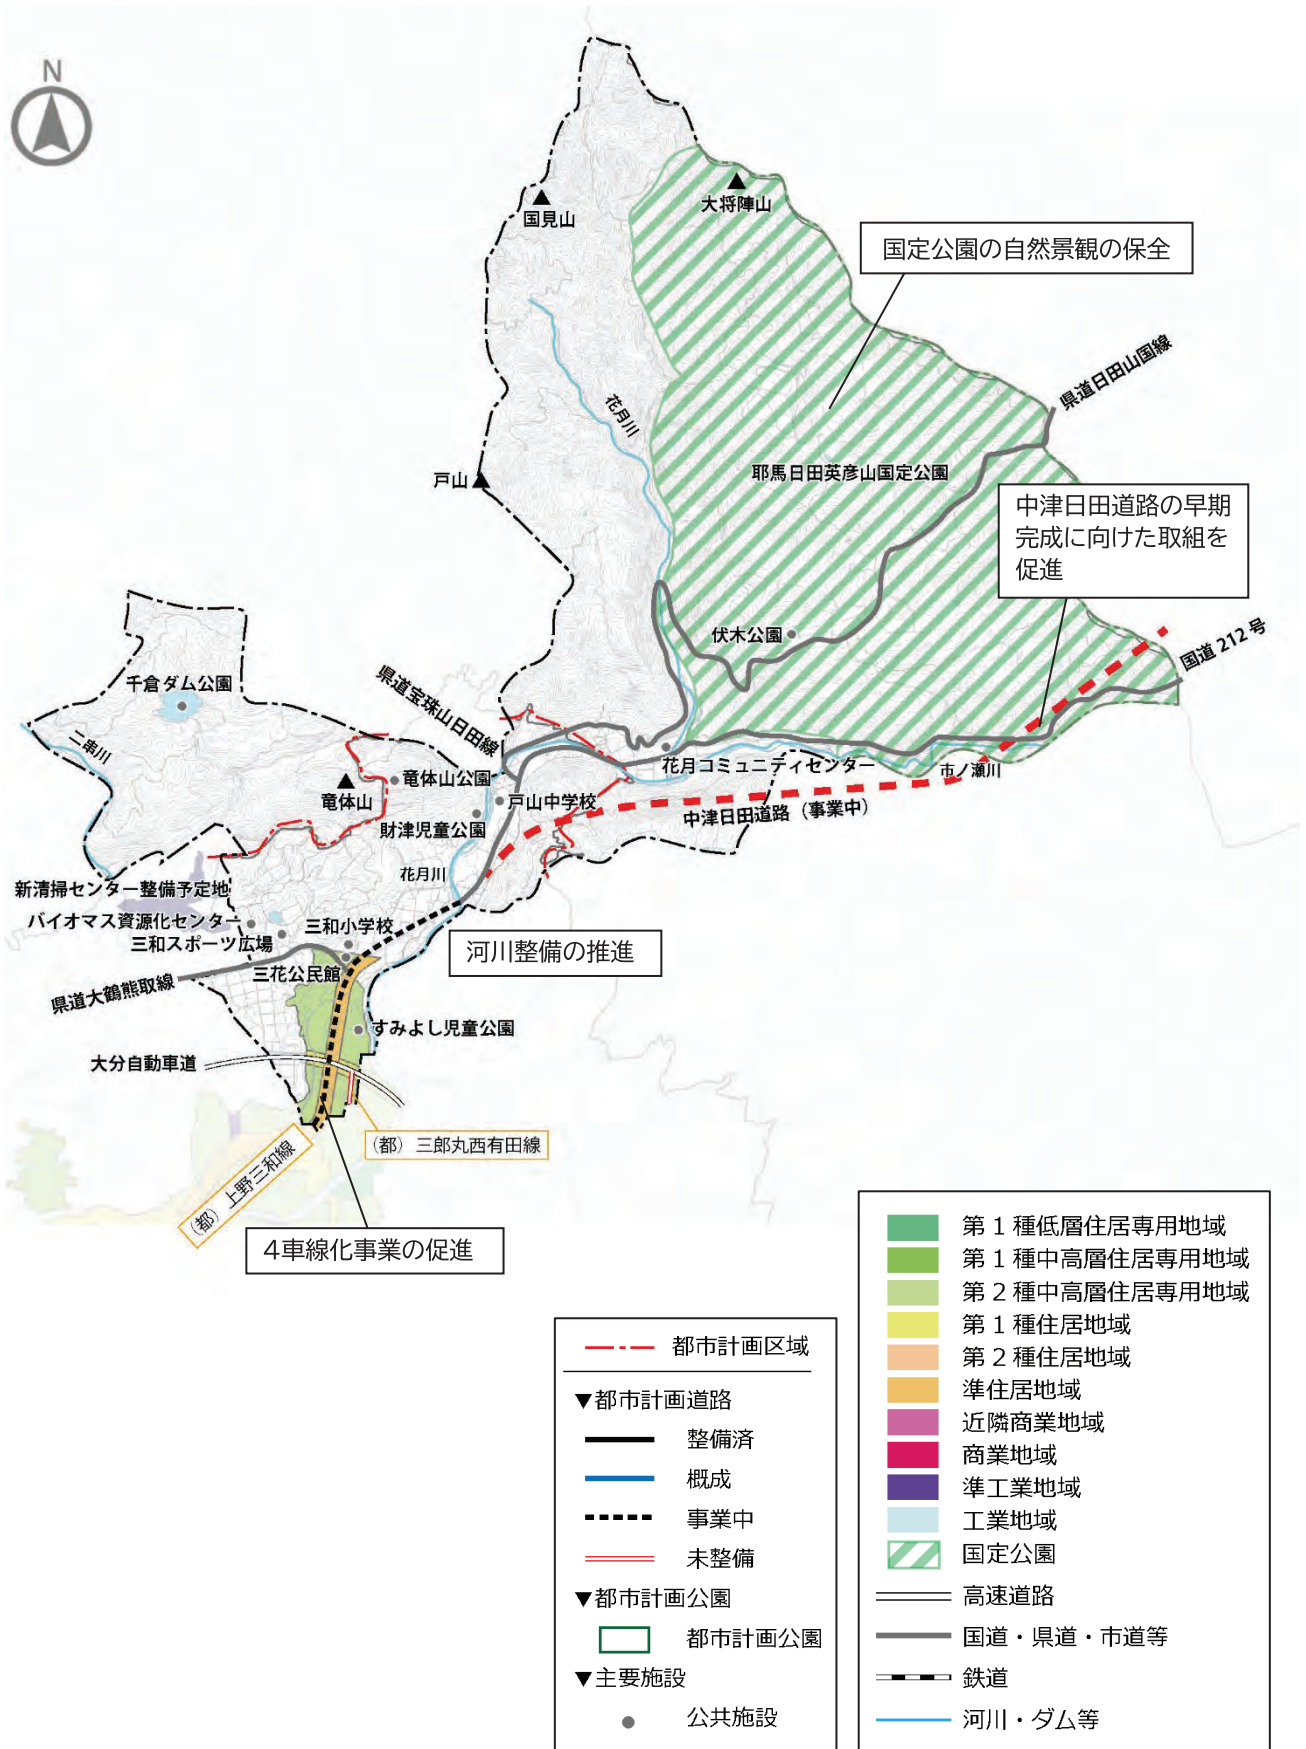 N
国見山
大将陣山
国定公園の自然景観の保全
県道日田山国線
花月川
戸山
耶馬日田英彦山国定公園
中津日田道路の早期
完成に向けた取組を
促進
伏木公園
国道 212 号
千倉ダム公園
県道宝珠山日田線
二串川
花月コミュニティセンター
市ノ瀬川
竜体山公園
竜体山
戸山中学校
財津児童公園
中津日田道路（事業中）
花月川
新清掃センター整備予定地
バイオマス資源化センター
三和小学校
三和スポーツ広場
河川整備の推進
三花公民館
県道大鶴熊取線
すみよし児童公園
大分自動車道
（都）三郎丸西有田線
（都）上野三和線
4車線化事業の促進
都市計画区域
▼都市計画道路
整備済
概成
事業中
未整備
▼都市計画公園
都市計画公園
▼主要施設
公共施設
第１種低層住居専用地域
第１種中高層住居専用地域
第２種中高層住居専用地域
第１種住居地域
第２種住居地域
準住居地域
近隣商業地域
商業地域
準工業地域
工業地域
国定公園
高速道路
国道・県道・市道等
鉄道
河川・ダム等